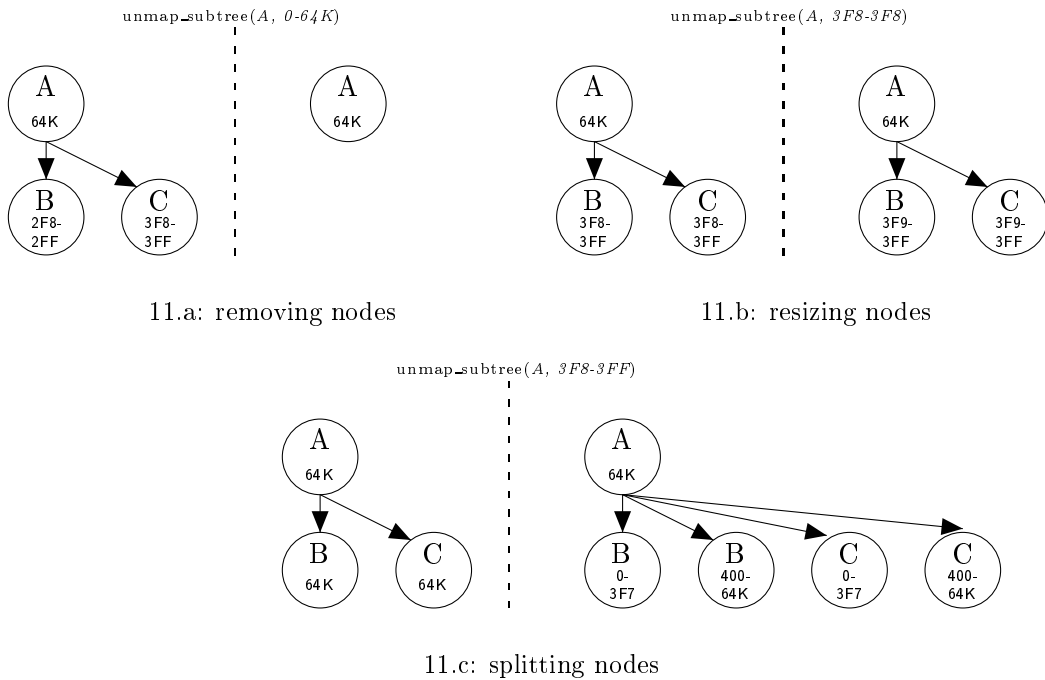 unmap_subtree(A, 0-64K)
A
64K
B
2F8-
2FF
C
3F8-
3FF
A
64K
11.a: removing nodes
unmap_subtree(A, 3F8-3F8)
A
64K
B
3F8-
3FF
C
3F8-
3FF
A
64K
B
3F9-
3FF
C
3F9-
3FF
11.b: resizing nodes
unmap_subtree(A, 3F8-3FF)
A
64K
B
64K
C
64K
A
64K
B
0-
3F7
B
400-
64K
C
0-
3F7
C
400-
64K
11.c: splitting nodes